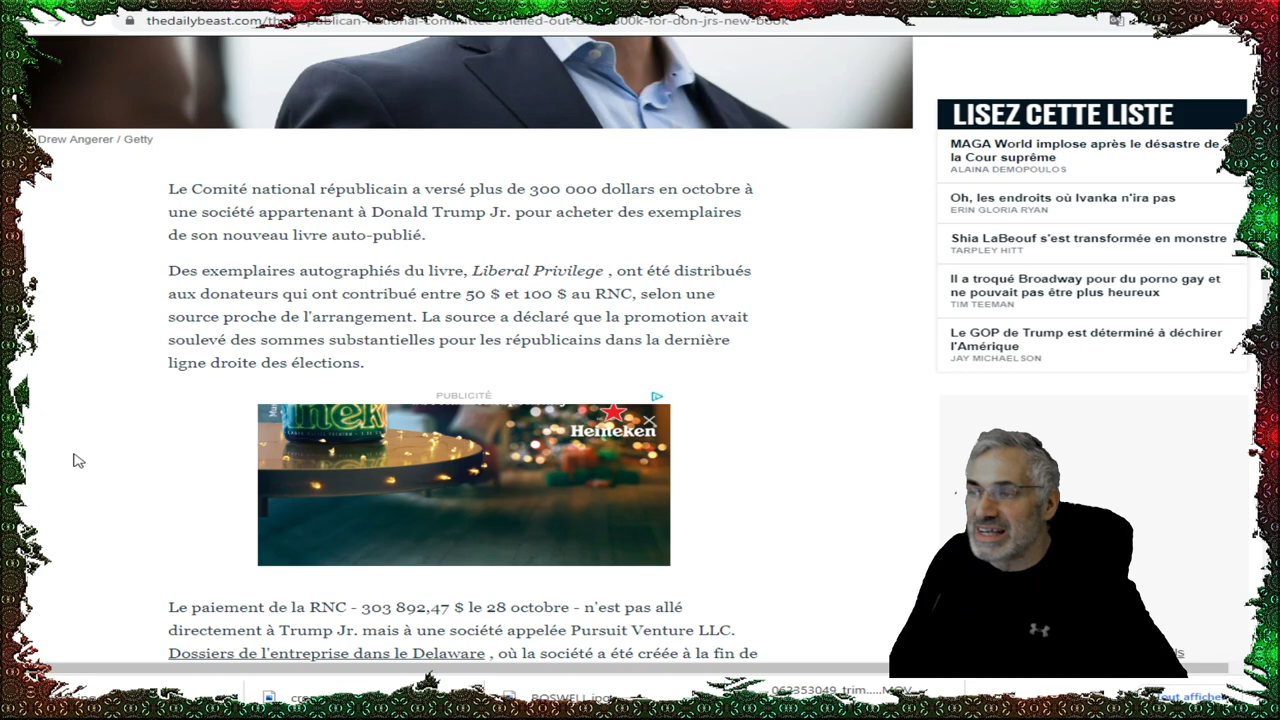 thedailybeast.com/
Drew Angerer / Getty
Le Comité national républicain a versé plus de 300 000 dollars en octobre à
une société appartenant à Donald Trump Jr. pour acheter des exemplaires
de son nouveau livre auto-publié.
Des exemplaires autographiés du livre, Liberal Privilege , ont été distribués
aux donateurs qui ont contribué entre 50 $ et 100 $ au RNC, selon une
source proche de l'arrangement. La source a déclaré que la promotion avait
soulevé des sommes substantielles pour les républicains dans la dernière
ligne droite des élections.
PUBLICITÉ
Heineken
Le paiement de la RNC - 303 892,47 $ le 28 octobre - n'est pas allé
directement à Trump Jr. mais à une société appelée Pursuit Venture LLC.
Dossiers de l'entreprise dans le Delaware , où la société a été créée à la fin de
LISEZ CETTE LISTE
MAGA World implose après le désastre de
la Cour suprême
ALAINA DEMOPOULOS
Oh, les endroits où Ivanka n'ira pas
ERIN GLORIA RYAN
Shia LaBeouf s'est transformée en monstre
TARPLEY HITT
Il a troqué Broadway pour du porno gay et
ne pouvait pas être plus heureux
TIM TEEMAN
Le GOP de Trump est déterminé à déchirer
l'Amérique
JAY MICHAELSON
BOSWELL.jpg
Tout affiche